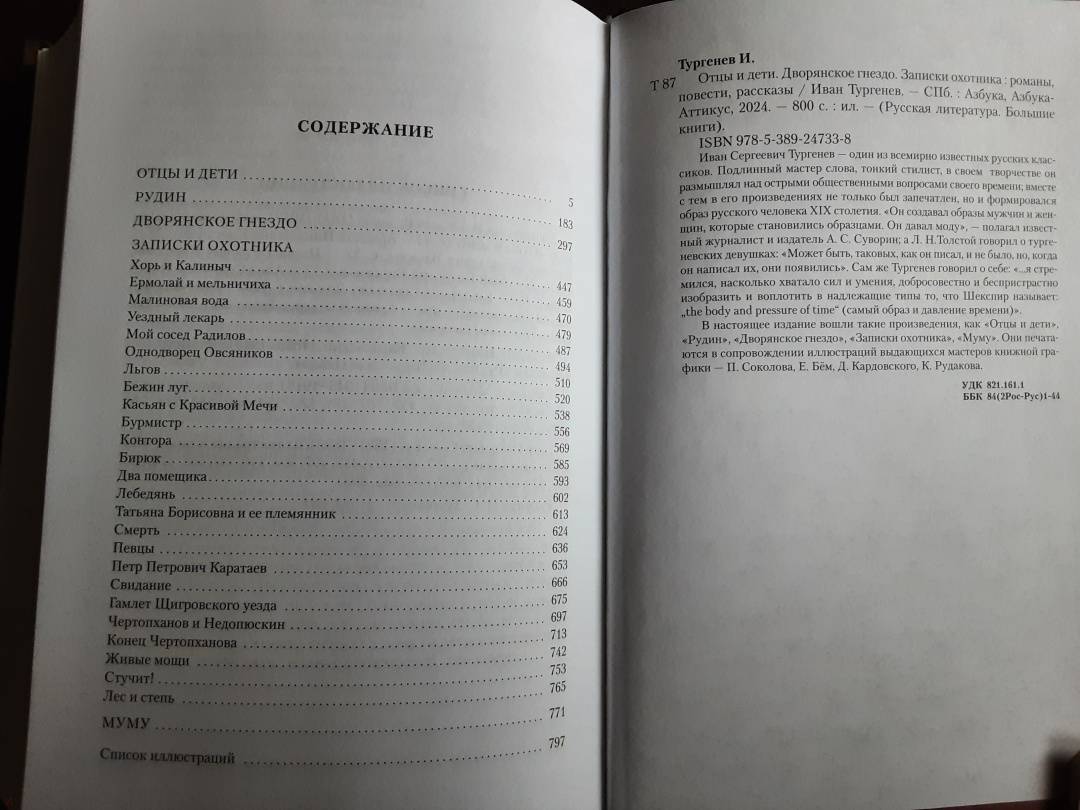 СОДЕРЖАНИЕ
ОТЦЫ И ДЕТИ 5
РУДИН 183
ДВОРЯНСКОЕ ГНЕЗДО 297
ЗАПИСКИ ОХОТНИКА
Хорь и Калиныч 447
Ермолай и мельничиха 459
Малиновая вода 470
Уездный лекарь 479
Мой сосед Радилов 487
Однодворец Овсяников 494
Льгов 510
Бежин луг 520
Касьян с Красивой Мечи 538
Бурмистр 556
Контора 569
Бирюк 585
Два помещика 593
Лебедянь 602
Татьяна Борисовна и ее племянник 613
Смерть 624
Певцы 636
Петр Петрович Каратаев 653
Свидание 666
Гамлет Щигровского уезда 675
Чертопханов и Недопюскин 697
Конец Чертопханова 713
Живые мощи 742
Стучит! 753
Лес и степь 765
МУМУ 771
Список иллюстраций 797
Тургенев И.
Т 87 Отцы и дети. Дворянское гнездо. Записки охотника : романы,
повести, рассказы / Иван Тургенев. — СПб. : Азбука, Азбука-
Аттикус, 2024. — 800 с. : ил. — (Русская литература. Большие
книги).
ISBN 978-5-389-24733-8
Иван Сергеевич Тургенев — один из всемирно известных русских клас-
сиков. Подлинный мастер слова, тонкий стилист, в своем творчестве он
размышлял над острыми общественными вопросами своего времени, вместе
с тем в его произведениях не только был запечатлен, но и формировался
образ русского человека XIX столетия. «Он создавал образы мужчин и жен-
щин, которые становились образцами. Он давал моду», — полагал извест-
ный журналист и издатель А. С. Суворин; а Л. Н.Толстой говорил о турге-
невских девушках: «Может быть, таковых, как он писал, и не было, но, когда
он написал их, они появились». Сам же Тургенев говорил о себе: «...я стре-
мился, насколько хватало сил и умения, добросовестно и беспристрастно
изобразить и воплотить в надлежащие типы то, что Шекспир называет:
„the body and pressure of time“ (самый образ и давление времени)».
В настоящее издание вошли такие произведения, как «Отцы и дети»,
«Рудин», «Дворянское гнездо», «Записки охотника», «Муму». Они печата-
ются в сопровождении иллюстраций выдающихся мастеров книжной гра-
фики — П. Соколова, Е. Бём, Д. Кардовского, К. Рудакова.
УДК 821.161.1
ББК 84(2Рос-Рус)1-44